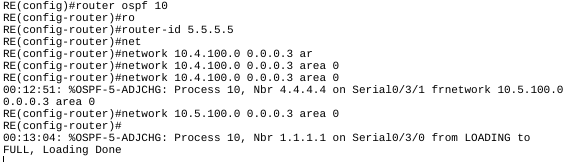 RE(config)#router ospf 10
RE(config-router)#ro
RE(config-router)#router-id 5.5.5.5
RE(config-router)#net
RE(config-router)#network 10.4.100.0 0.0.0.3 ar
RE(config-router)#network 10.4.100.0 0.0.0.3 area 0
RE(config-router)#network 10.4.100.0 0.0.0.3 area 0
00:12:51: %OSPF-5-ADJCHG: Process 10, Nbr 4.4.4.4 on Serial0/3/1 frnetwork 10.5.100.0
0.0.0.3 area 0
RE(config-router)#network 10.5.100.0 0.0.0.3 area 0
RE(config-router)#
00:13:04: %OSPF-5-ADJCHG: Process 10, Nbr 1.1.1.1 on Serial0/3/0 from LOADING to
FULL, Loading Done